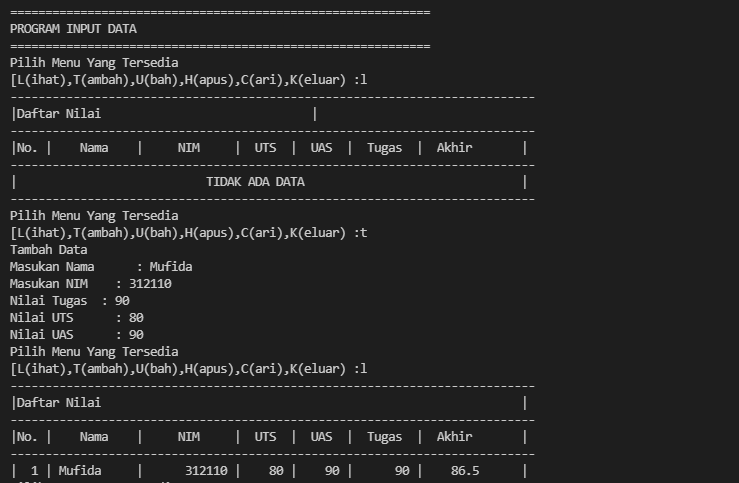 ============================================================
PROGRAM INPUT DATA
============================================================
Pilih Menu Yang Tersedia
[L(ihat),T(ambah),U(bah),H(apus),C(ari),K(eluar) :l
---------------------------------------------------------------------------
|Daftar Nilai                              |
---------------------------------------------------------------------------
|No. |    Nama    |     NIM     |  UTS  |  UAS  |  Tugas  |  Akhir       |
---------------------------------------------------------------------------
|                           TIDAK ADA DATA                               |
---------------------------------------------------------------------------
Pilih Menu Yang Tersedia
[L(ihat),T(ambah),U(bah),H(apus),C(ari),K(eluar) :t
Tambah Data
Masukan Nama      : Mufida
Masukan NIM    : 312110
Nilai Tugas  : 90
Nilai UTS      : 80
Nilai UAS      : 90
Pilih Menu Yang Tersedia
[L(ihat),T(ambah),U(bah),H(apus),C(ari),K(eluar) :l
---------------------------------------------------------------------------
|Daftar Nilai                                                            |
---------------------------------------------------------------------------
|No. |    Nama    |     NIM     |  UTS  |  UAS  |  Tugas  |  Akhir       |
---------------------------------------------------------------------------
|  1 | Mufida     |      312110 |    80 |    90 |      90 |    86.5      |